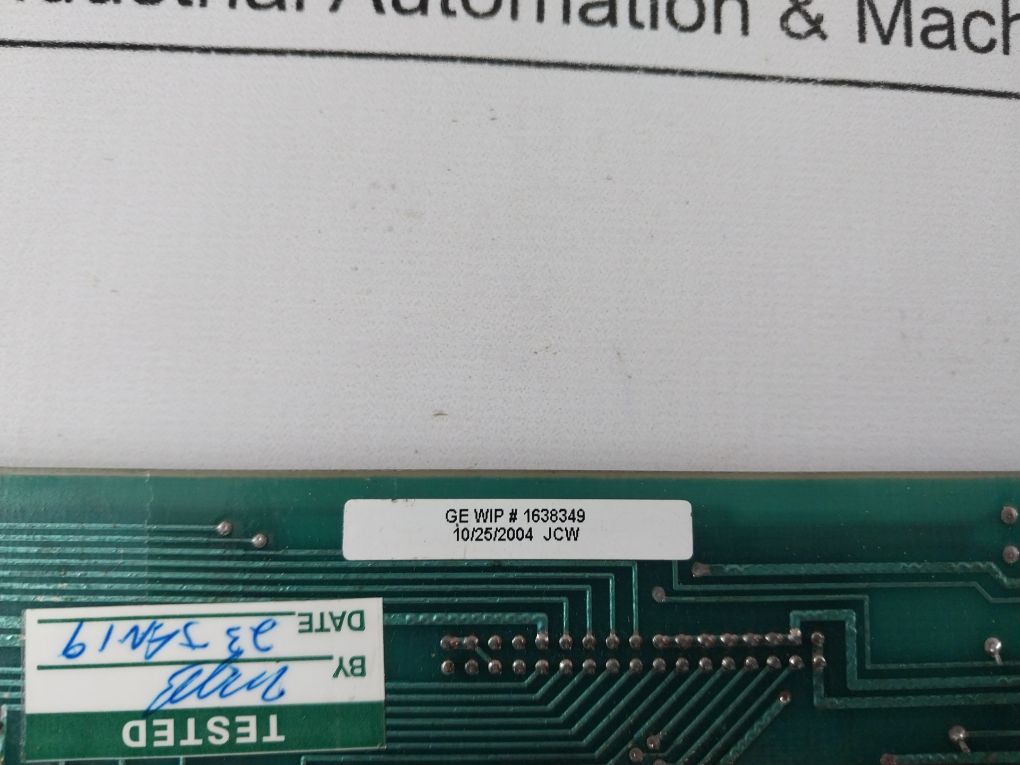 Automation & Mach
GE WIP # 1638349
10/25/2004 JCW
TESTED
BY
DATE 23 JAN 19